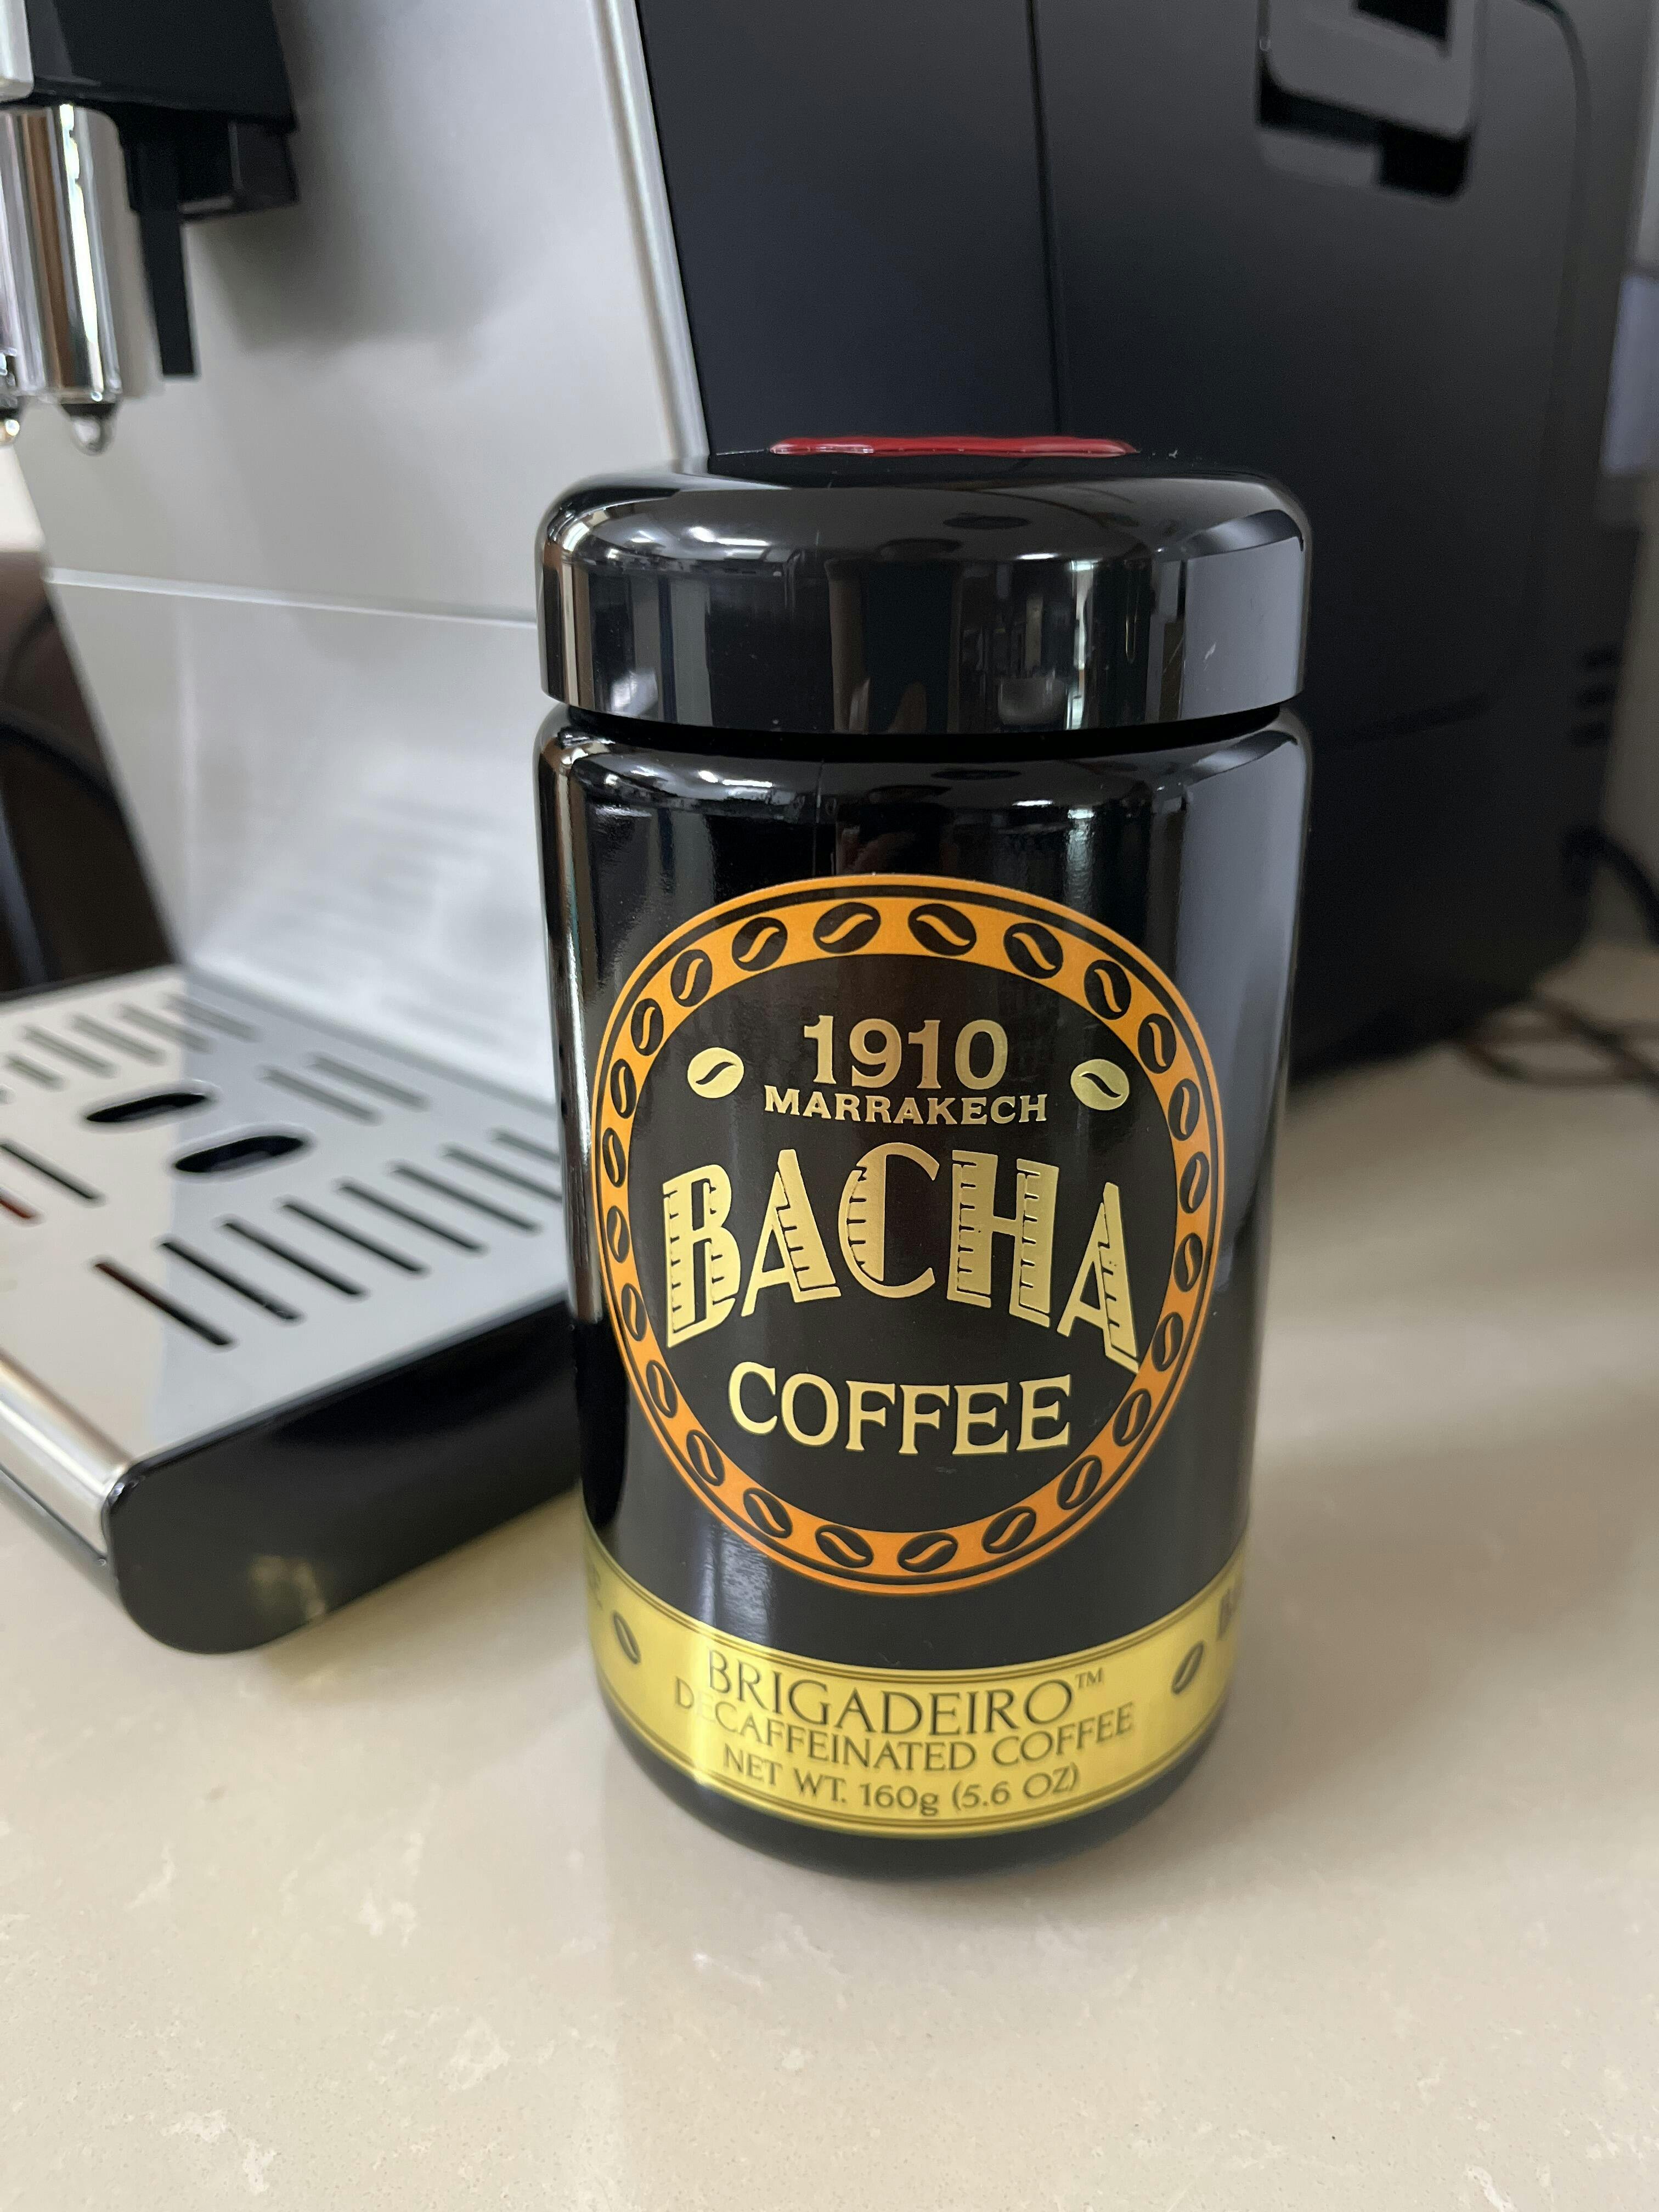 1910
MARRAKECH
BACHA
COFFEE
BRIGADEIRO™
DECAFFEINATED COFFEE
NET WT. 160g (5.6 OZ)